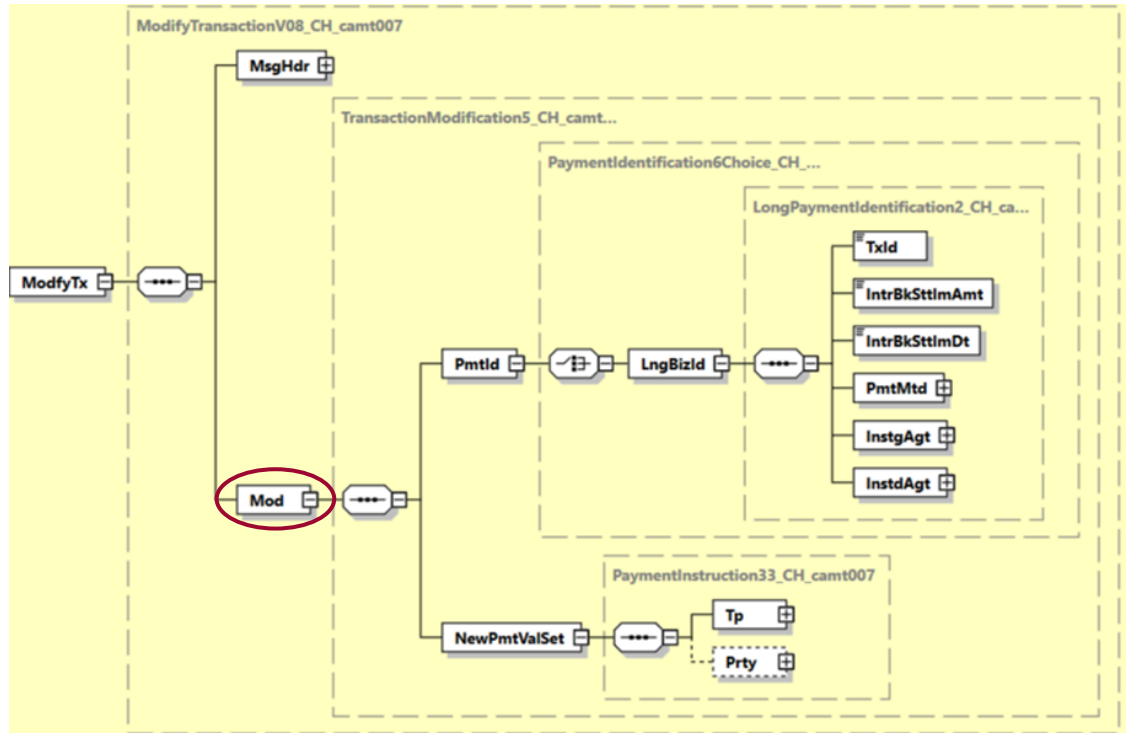 ModifyTransactionV08_CH_camt007
MsgHdr
TransactionModification5_CH_camt...
PaymentIdentification6Choice_CH_...
LongPaymentIdentification2_CH_ca...
TxId
ModfyTx
IntrBkSttlmAmt
IntrBkSttlmDt
PmtId
LngBizId
PmtMtd
InstgAgt
InstdAgt
Mod
PaymentInstruction33_CH_camt007
Tp
NewPmtValSet
Prty